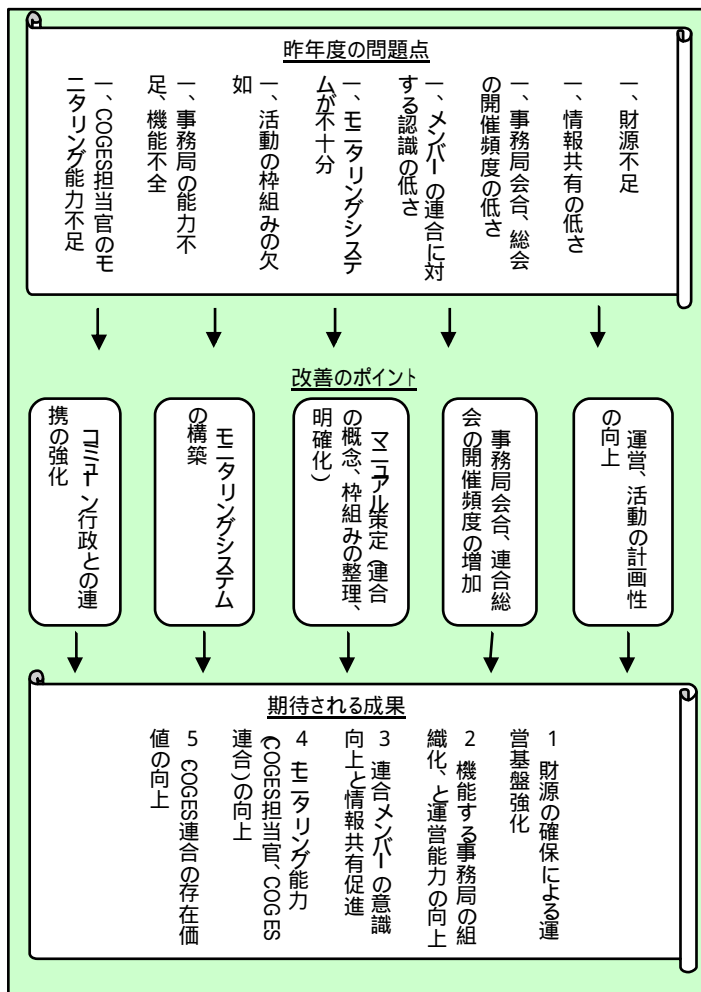 昨年度の問題点
一、財源不足
一、情報共有の低さ
一、事務局会合、総会
の開催頻度の低さ
一、メンバーの連合に対
する認識の低さ
一、モニタリングシステ
ムが不十分
一、活動の枠組みの欠
如
一、事務局の能力不
足、機能不全
一、COGES担当官のモ
ニタリング能力不足
改善のポイント
運営、活動の計画性
の向上
事務局会合、連合総
会の開催頻度の増加
マニュアル策定（連合
の概念、枠組みの整理、
明確化）
モニタリングシステム
の構築
コミューン行政との連
携の強化
期待される成果
1 財源の確保による運
営基盤強化
2 機能する事務局の組
織化、と運営能力の向上
3 連合メンバーの意識
向上と情報共有促進
4 モニタリング能力
（COGES担当官、COGES
連合）の向上
5 COGES連合の存在価
値の向上